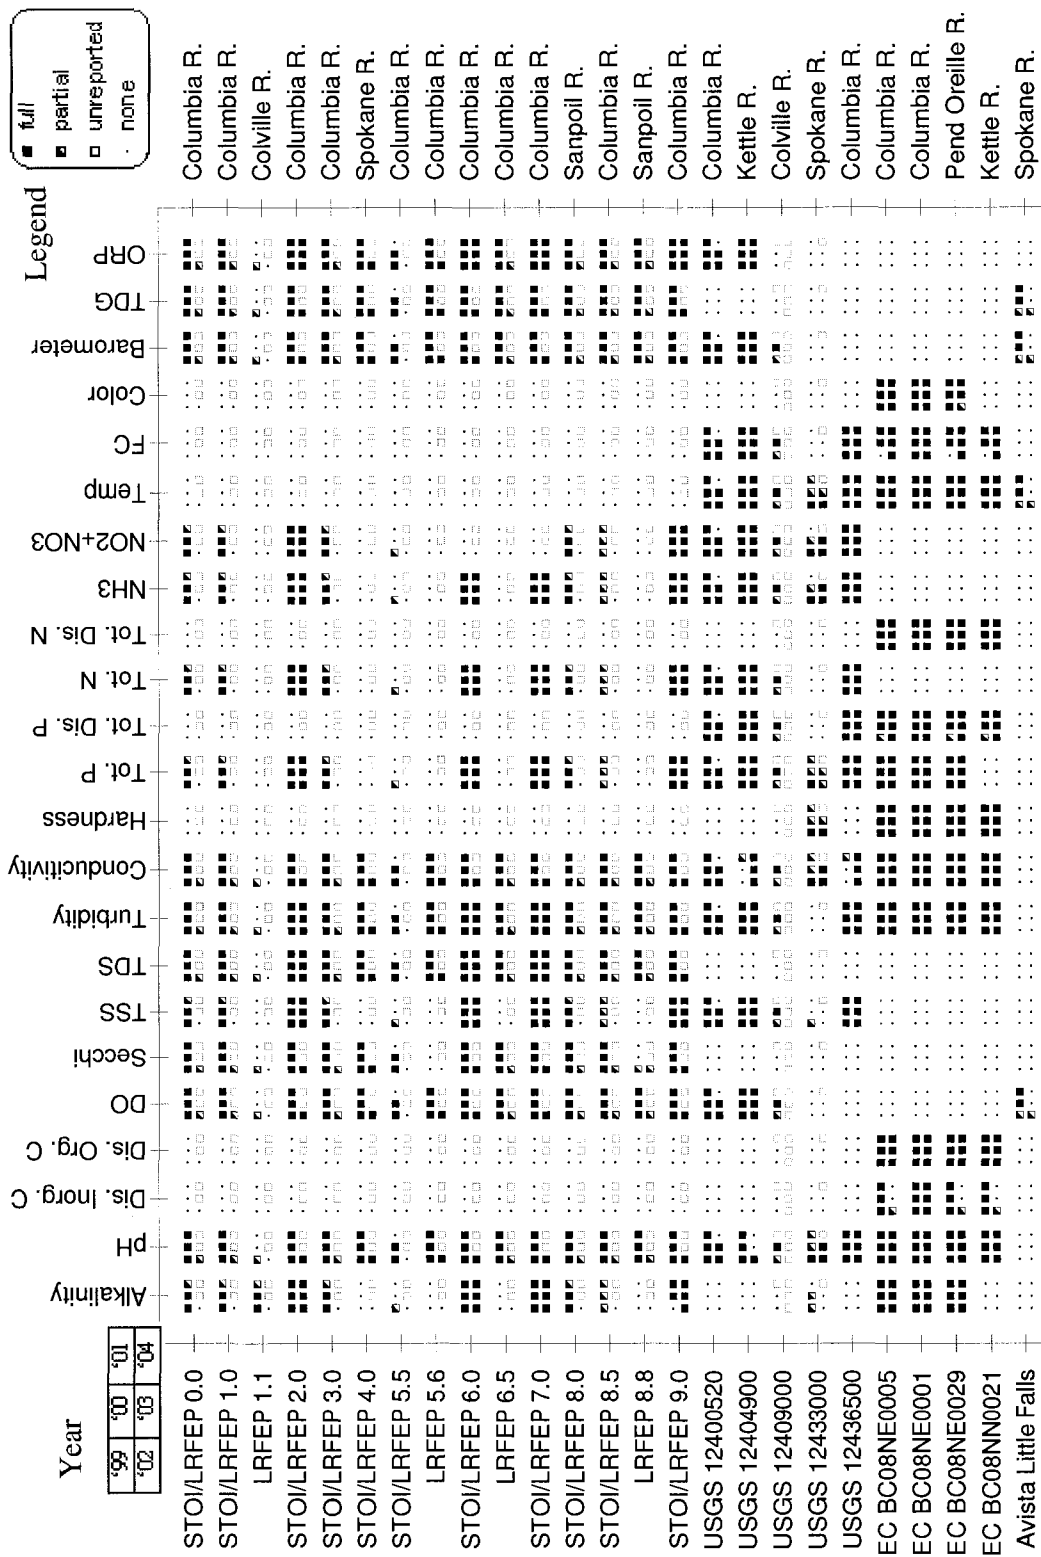 Legend
full
partial
unreported
none
Year
'99 '00 '01
'02 '03 '04
Alkalinity
pH
Dis. Inorg. C
Dis. Org. C
DO
Secchi
TSS
TDS
Turbidity
Conductivitiy
Hardness
Tot. P
Tot. Dis. P
Tot. N
Tot. Dis. N
NH3
NO2+NO3
Temp
FC
Color
Barometer
TDG
ORP
STOI/LRFEP 0.0 Columbia R.
STOI/LRFEP 1.0 Columbia R.
LRFEP 1.1 Colville R.
STOI/LRFEP 2.0 Columbia R.
STOI/LRFEP 3.0 Columbia R.
STOI/LRFEP 4.0 Spokane R.
STOI/LRFEP 5.5 Columbia R.
LRFEP 5.6 Columbia R.
STOI/LRFEP 6.0 Columbia R.
LRFEP 6.5 Columbia R.
STOI/LRFEP 7.0 Columbia R.
STOI/LRFEP 8.0 Sanpoil R.
STOI/LRFEP 8.5 Columbia R.
LRFEP 8.8 Sanpoil R.
STOI/LRFEP 9.0 Columbia R.
USGS 12400520 Columbia R.
USGS 12404900 Kettle R.
USGS 12409000 Colville R.
USGS 12433000 Spokane R.
USGS 12436500 Columbia R.
EC BC08NE0005 Columbia R.
EC BC08NE0001 Columbia R.
EC BC08NE0029 Pend Oreille R.
EC BC08NN0021 Kettle R.
Avista Little Falls Spokane R.